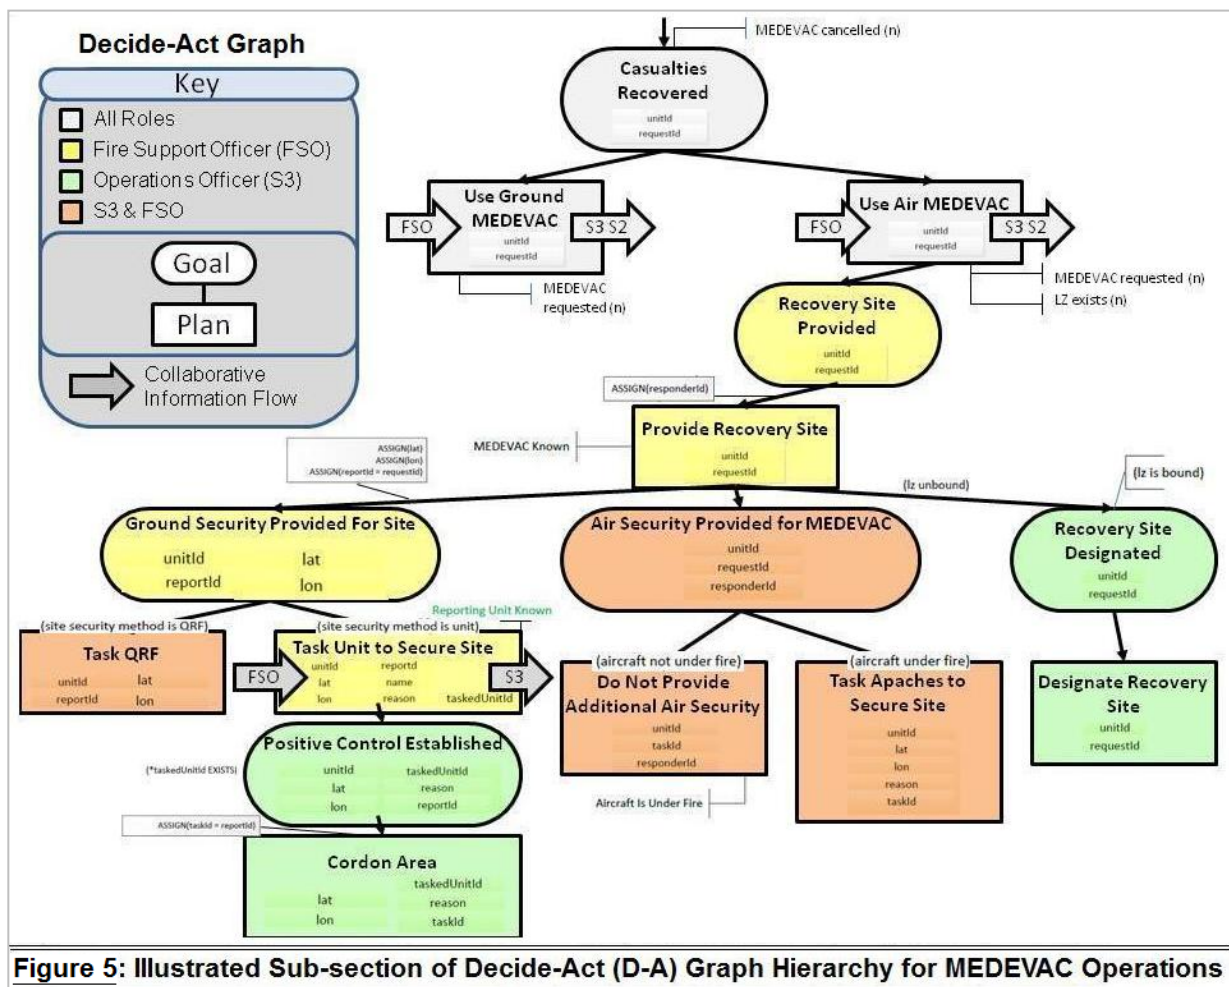 Decide-Act Graph
Key
All Roles
Fire Support Officer (FSO)
Operations Officer (S3)
S3 & FSO
Goal
Plan
Collaborative
Information Flow
MEDEVAC cancelled (n)
Casualties
Recovered
unitId
requestId
FSO
Use Ground
MEDEVAC
unitId
requestId
S3 S2
MEDEVAC
requested (n)
FSO
Use Air MEDEVAC
unitId
requestId
S3 S2
MEDEVAC requested (n)
LZ exists (n)
Recovery Site
Provided
unitId
requestId
ASSIGN(responderId)
MEDEVAC Known
Provide Recovery Site
unitId
requestId
ASSIGN(lat)
ASSIGN(lon)
ASSIGN(reportId = requestId)
(lz unbound)
(lz is bound)
Ground Security Provided For Site
unitId lat
reportId lon
Air Security Provided for MEDEVAC
unitId
requestId
responderId
Recovery Site
Designated
unitId
requestId
Reporting Unit Known
(site security method is QRF)
Task QRF
unitId lat
reportId lon
FSO
(site security method is unit)
Task Unit to Secure Site
unitId reportId
lat name
lon reason taskedUnitId
S3
(aircraft not under fire)
Do Not Provide
Additional Air Security
unitId
taskId
responderId
Aircraft Is Under Fire
(aircraft under fire)
Task Apaches to
Secure Site
unitId
lat
lon
reason
taskId
Designate Recovery
Site
unitId
requestId
Positive Control Established
(*taskedUnitId EXISTS)
unitId taskedUnitId
lat reason
lon reportId
ASSIGN(taskId = reportId)
Cordon Area
taskedUnitId
lat reason
lon taskId
Figure 5: Illustrated Sub-section of Decide-Act (D-A) Graph Hierarchy for MEDEVAC Operations